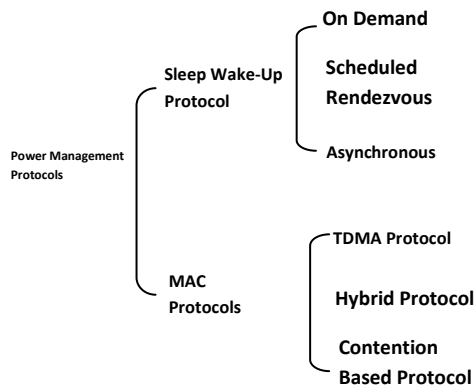 On Demand
Sleep Wake-Up
Protocol
Scheduled
Rendezvous
Asynchronous
Power Management
Protocols
MAC
Protocols
TDMA Protocol
Hybrid Protocol
Contention
Based Protocol